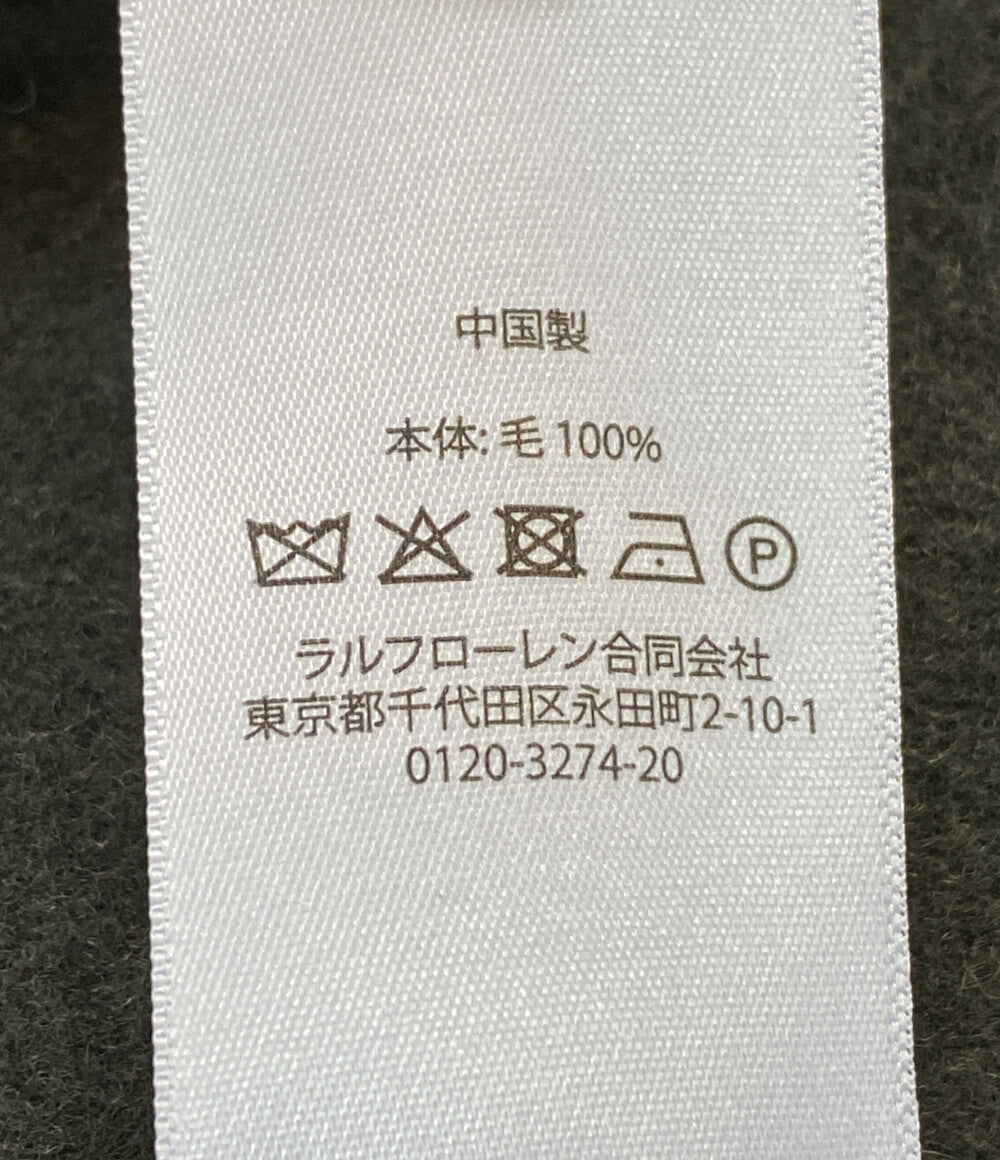 中国製
本体: 毛 100%
P
ラルフローレン合同会社
東京都千代田区永田町2-10-1
0120-3274-20